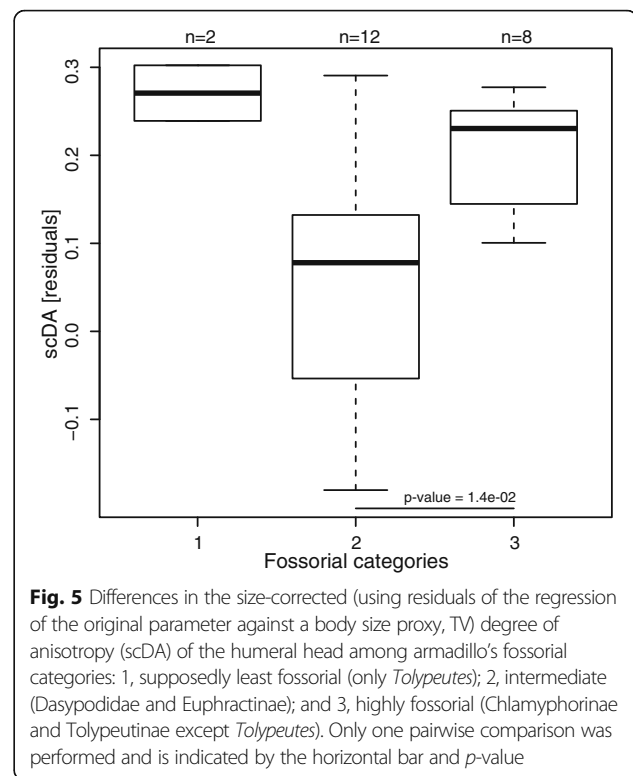 n=2 n=12 n=8
0.3
0.2
0.1
0.0
−0.1
scDA [residuals]
p-value = 1.4e-02
1 2 3
Fossorial categories
Fig. 5 Differences in the size-corrected (using residuals of the regression
of the original parameter against a body size proxy, TV) degree of
anisotropy (scDA) of the humeral head among armadillo's fossorial
categories: 1, supposedly least fossorial (only Tolypeutes); 2, intermediate
(Dasypodidae and Euphractinae); and 3, highly fossorial (Chlamyphorinae
and Tolypeutinae except Tolypeutes). Only one pairwise comparison was
performed and is indicated by the horizontal bar and p-value